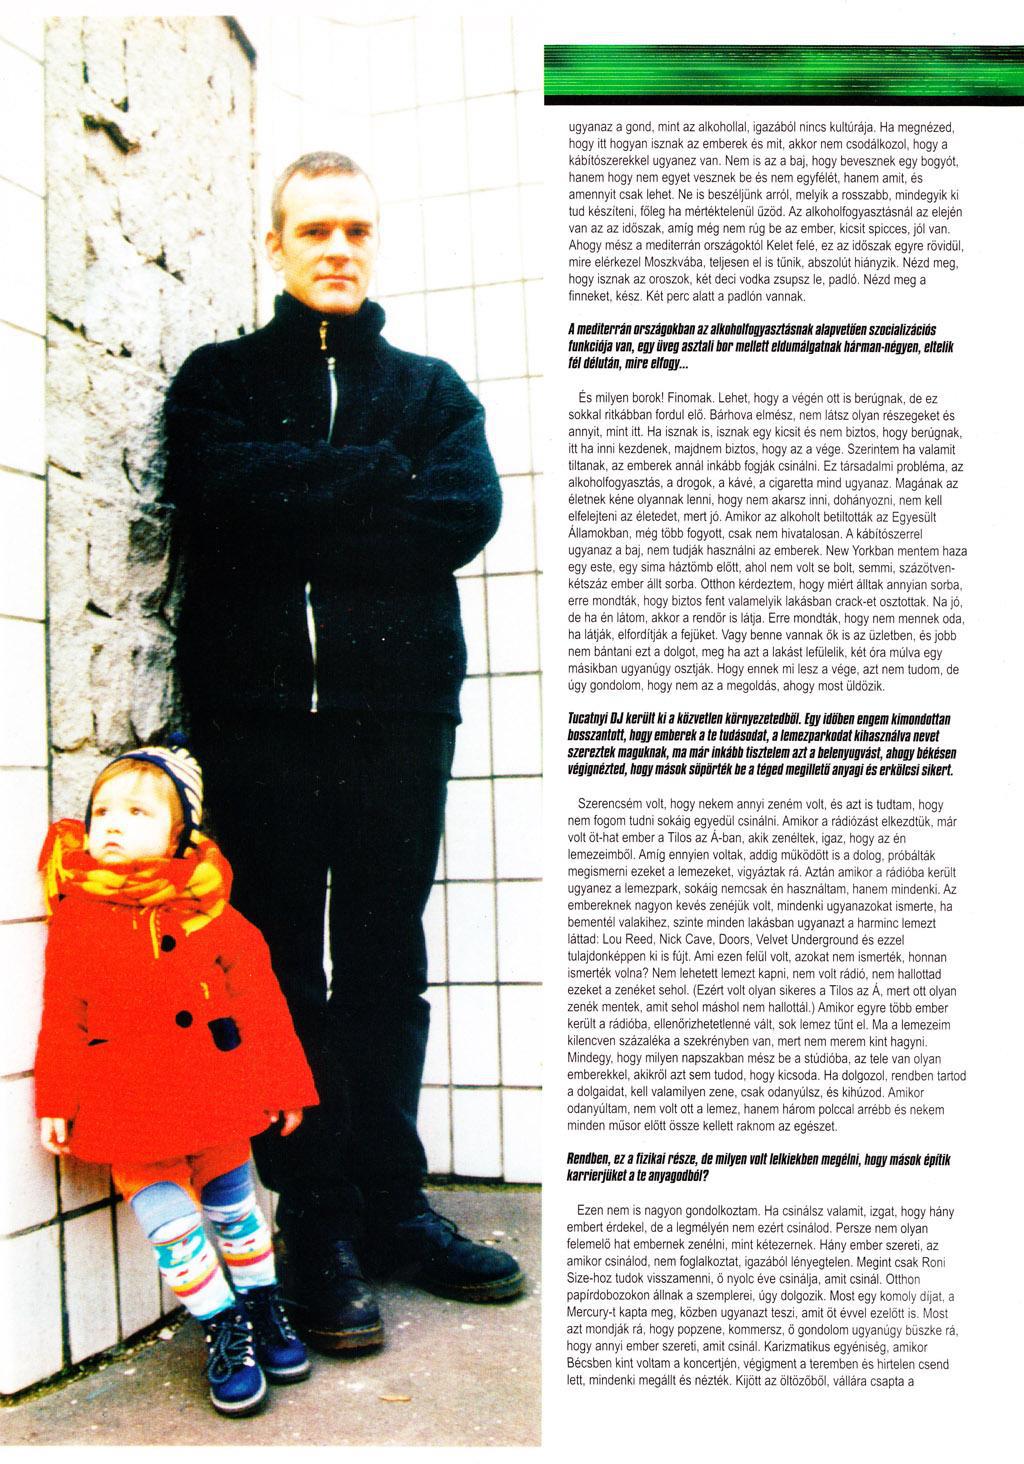 ugyanaz a gond, mint az alkohollal, igazából nincs kultúrája. Ha megnézed,
hogy itt hogyan isznak az emberek és mit, akkor nem csodálkozol, hogy a
kábítószerekkel ugyanez van. Nem is az a baj, hogy bevesznek egy bogyót,
hanem hogy nem egyet vesznek be és nem egyfélét, hanem amit, és
amennyit csak lehet. Ne is beszéljünk arról, melyik a rosszabb, mindegyik ki
tud készíteni, főleg ha mértéktelenül űzöd. Az alkoholfogyasztásnál az elején
van az az időszak, amíg még nem rúg be az ember, kicsit spicces, jól van.
Ahogy mész a mediterrán országoktól Kelet felé, ez az időszak egyre rövidül,
mire elérkezel Moszkvába, teljesen el is tűnik, abszolút hiányzik. Nézd meg,
hogy isznak az oroszok, két deci vodka zsupsz le, padló. Nézd meg a
finneket, kész. Két perc alatt a padlón vannak.
A mediterrán országokban az alkoholfogyasztásnak alapvetően szocializációs
funkciója van, egy üveg asztali bor mellett eldumálgatnak hárman-négyen, eltelik
fél délután, mire elfogy...
És milyen borok! Finomak. Lehet, hogy a végén ott is berúgnak, de ez
sokkal ritkábban fordul elő. Bárhova elmész, nem látsz olyan részegeket és
annyit, mint itt. Ha isznak is, isznak egy kicsit és nem biztos, hogy berúgnak,
itt ha inni kezdenek, majdnem biztos, hogy az a vége. Szerintem ha valamit
tiltanak, az emberek annál inkább fogják csinálni. Ez társadalmi probléma, az
alkoholfogyasztás, a drogok, a kávé, a cigaretta mind ugyanaz. Magának az
életnek kéne olyannak lenni, hogy nem akarsz inni, dohányozni, nem kell
elfelejteni az életedet, mert jó. Amikor az alkoholt betiltották az Egyesült
Államokban, még több fogyott, csak nem hivatalosan. A kábítószerrel
ugyanaz a baj, nem tudják használni az emberek. New Yorkban mentem haza
egy este, egy sima háztömb előtt, ahol nem volt se bolt, semmi, százötven-
kétszáz ember állt sorba. Otthon kérdeztem, hogy miért álltak annyian sorba,
erre mondták, hogy biztos fent valamelyik lakásban crack-et osztottak. Na jó,
de ha én látom, akkor a rendőr is látja. Erre mondták, hogy nem mennek oda,
ha látják, elfordítják a fejüket. Vagy benne vannak ők is az üzletben, és jobb
nem bántani ezt a dolgot, meg ha azt a lakást lefülelik, két óra múlva egy
másikban ugyanúgy osztják. Hogy ennek mi lesz a vége, azt nem tudom, de
úgy gondolom, hogy nem az a megoldás, ahogy most üldözik.
Tucatnyi DJ került ki a közvetlen környezetedből. Egy időben engem kimondottan
bosszantott, hogy emberek a te tudásodat, a lemezparkodat kihasználva nevet
szereztek maguknak, ma már inkább tisztelem azt a belenyugvást, ahogy békésen
végignézted, hogy mások söpörték be a téged megillető anyagi és erkölcsi sikert.
Szerencsém volt, hogy nekem annyi zeném volt, és azt is tudtam, hogy
nem fogom tudni sokáig egyedül csinálni. Amikor a rádiózást elkezdtük, már
volt öt-hat ember a Tilos az Á-ban, akik zenéltek, igaz, hogy az én
lemezeimből. Amíg ennyien voltak, addig működött is a dolog, próbálták
megismerni ezeket a lemezeket, vigyáztak rá. Aztán amikor a rádióba került
ugyanez a lemezpark, sokáig nemcsak én használtam, hanem mindenki. Az
embereknek nagyon kevés zenéjük volt, mindenki ugyanazokat ismerte, ha
bementél valakihez, szinte minden lakásban ugyanazt a harminc lemezt
láttad: Lou Reed, Nick Cave, Doors, Velvet Underground és ezzel
tulajdonképpen ki is fújt. Ami ezen felül volt, azokat nem ismerték, honnan
ismerték volna? Nem lehetett lemezt kapni, nem volt rádió, nem hallottad
ezeket a zenéket sehol. (Ezért volt olyan sikeres a Tilos az Á, mert ott olyan
zenék mentek, amit sehol máshol nem hallottál.) Amikor egyre több ember
került a rádióba, ellenőrizhetetlenné vált, sok lemez tűnt el. Ma a lemezeim
kilencven százaléka a szekrényben van, mert nem merem kint hagyni.
Mindegy, hogy milyen napszakban mész be a stúdióba, az tele van olyan
emberekkel, akikről azt sem tudod, hogy kicsoda. Ha dolgozol, rendben tartod
a dolgaidat, kell valamilyen zene, csak odanyúlsz, és kihúzod. Amikor
odanyúltam, nem volt ott a lemez, hanem három polccal arrébb és nekem
minden műsor előtt össze kellett raknom az egészet.
Rendben, ez a fizikai része, de milyen volt lelkiekben megélni, hogy mások építik
karrierjüket a te anyagodból?
Ezen nem is nagyon gondolkoztam. Ha csinálsz valamit, izgat, hogy hány
embert érdekel, de a legmélyén nem ezért csinálod. Persze nem olyan
felemelő hat embernek zenélni, mint kétezernek. Hány ember szereti, az
amikor csinálod, nem foglalkoztat, igazából lényegtelen. Megint csak Roni
Size-hoz tudok visszamenni, ő nyolc éve csinálja, amit csinál. Otthon
papírdobozokon állnak a szemplerei, úgy dolgozik. Most egy komoly díjat, a
Mercury-t kapta meg, közben ugyanazt teszi, amit öt évvel ezelőtt is. Most
azt mondják rá, hogy popzene, kommersz, ő gondolom ugyanúgy büszke rá,
hogy annyi ember szereti, amit csinál. Karizmatikus egyéniség, amikor
Bécsben kint voltam a koncertjén, végigment a teremben és hirtelen csend
lett, mindenki megállt és nézték. Kijött az öltözőből, vállára csapta a